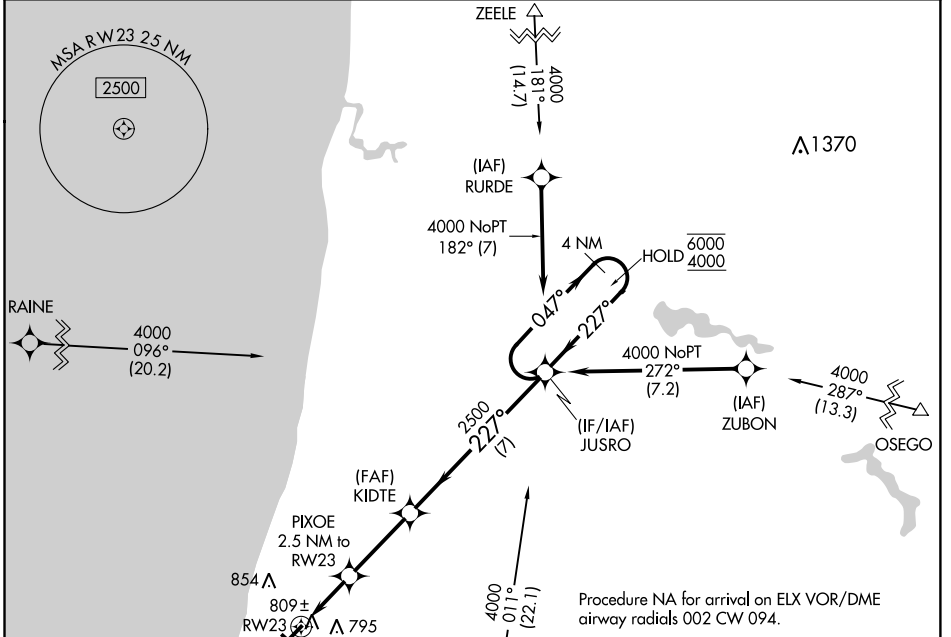 ZEELE
MSA RW23 25 NM
2500
4000
181°
(14.7)
1370
(IAF)
RURDE
4000 NoPT
182° (7)
4 NM
HOLD
6000
4000
047°
227°
RAINE
4000
096°
(20.2)
4000 NoPT
272°
(7.2)
4000
287°
(13.3)
(IAF)
ZUBON
OSEGO
(IF/IAF)
JUSRO
2500
227°
(7)
(FAF)
KIDTE
PIXOE
2.5 NM to
RW23
854
809±
RW23
795
4000
011°
(22.1)
Procedure NA for arrival on ELX VOR/DME
airway radials 002 CW 094.